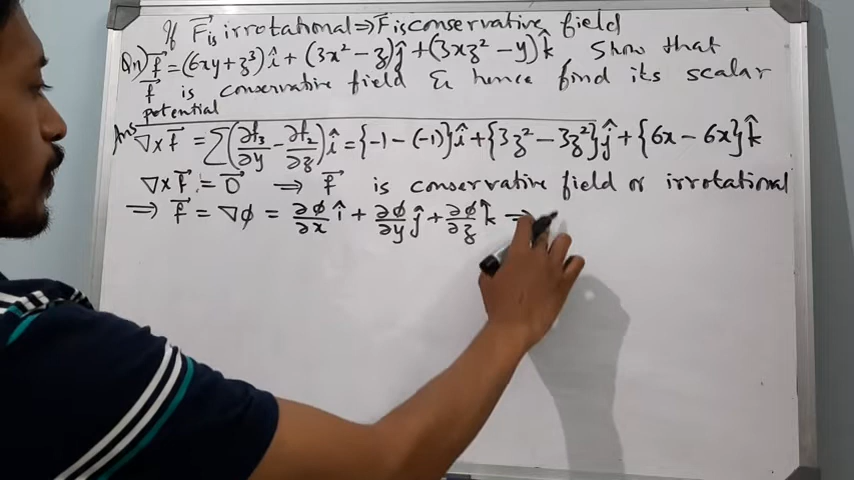 If F⃗ is irrotational ⇒ F⃗ is conservative field
Qn) f⃗ = (6xy + z³) î + (3x² − z) ĵ + (3xz² − y) k̂ Show that
f⃗ is conservative field & hence find its scalar
potential
Ans ∇ × f⃗ = ∑(∂f₃/∂y − ∂f₂/∂z) î = {−1 − (−1)} î + {3z² − 3z²} ĵ + {6x − 6x} k̂
∇ × F⃗ = 0⃗ ⇒ F⃗ is conservative field or irrotational
⇒ f⃗ = ∇φ = ∂φ/∂x î + ∂φ/∂y ĵ + ∂φ/∂z k̂ ⇒